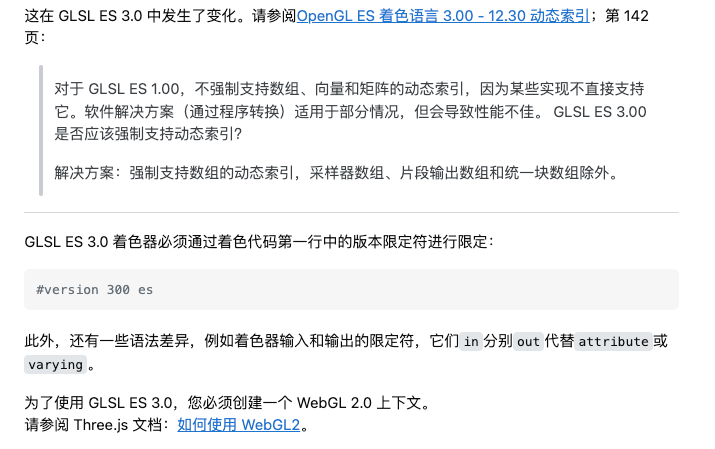 这在 GLSL ES 3.0 中发生了变化。请参阅OpenGL ES 着色语言 3.00 - 12.30 动态索引；第 142
页：
对于 GLSL ES 1.00，不强制支持数组、向量和矩阵的动态索引，因为某些实现不直接支持
它。软件解决方案（通过程序转换）适用于部分情况，但会导致性能不佳。 GLSL ES 3.00
是否应该强制支持动态索引？
解决方案：强制支持数组的动态索引，采样器数组、片段输出数组和统一块数组除外。
GLSL ES 3.0 着色器必须通过着色代码第一行中的版本限定符进行限定：
#version 300 es
此外，还有一些语法差异，例如着色器输入和输出的限定符，它们in分别out代替attribute或
varying。
为了使用 GLSL ES 3.0，您必须创建一个 WebGL 2.0 上下文。
请参阅 Three.js 文档：如何使用 WebGL2。